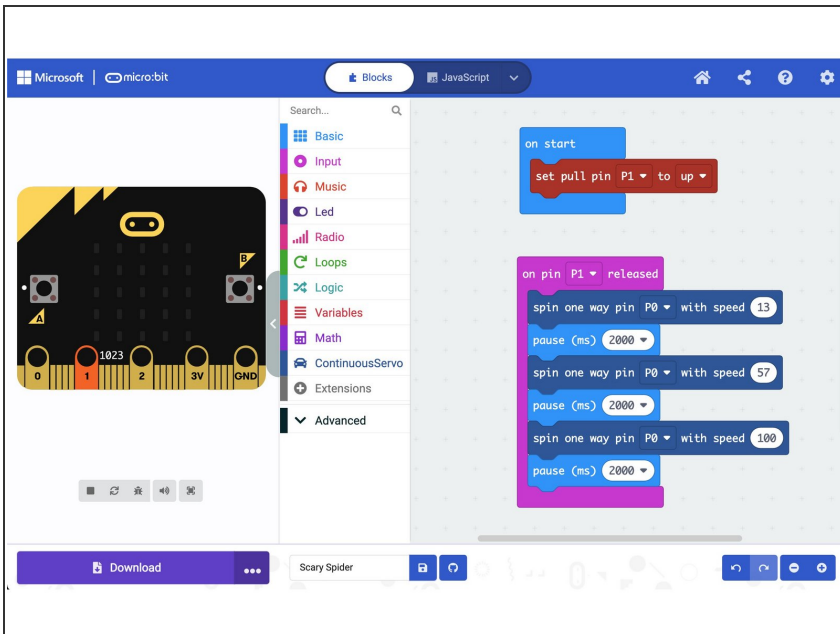 Microsoft | micro:bit
Blocks
JavaScript
Search...
Basic
Input
Music
Led
Radio
Loops
Logic
Variables
Math
ContinuousServo
Extensions
Advanced
A
B
1023
0 1 2 3V GND
on start
set pull pin P1 to up
on pin P1 released
spin one way pin P0 with speed 13
pause (ms) 2000
spin one way pin P0 with speed 57
pause (ms) 2000
spin one way pin P0 with speed 100
pause (ms) 2000
Download
Scary Spider